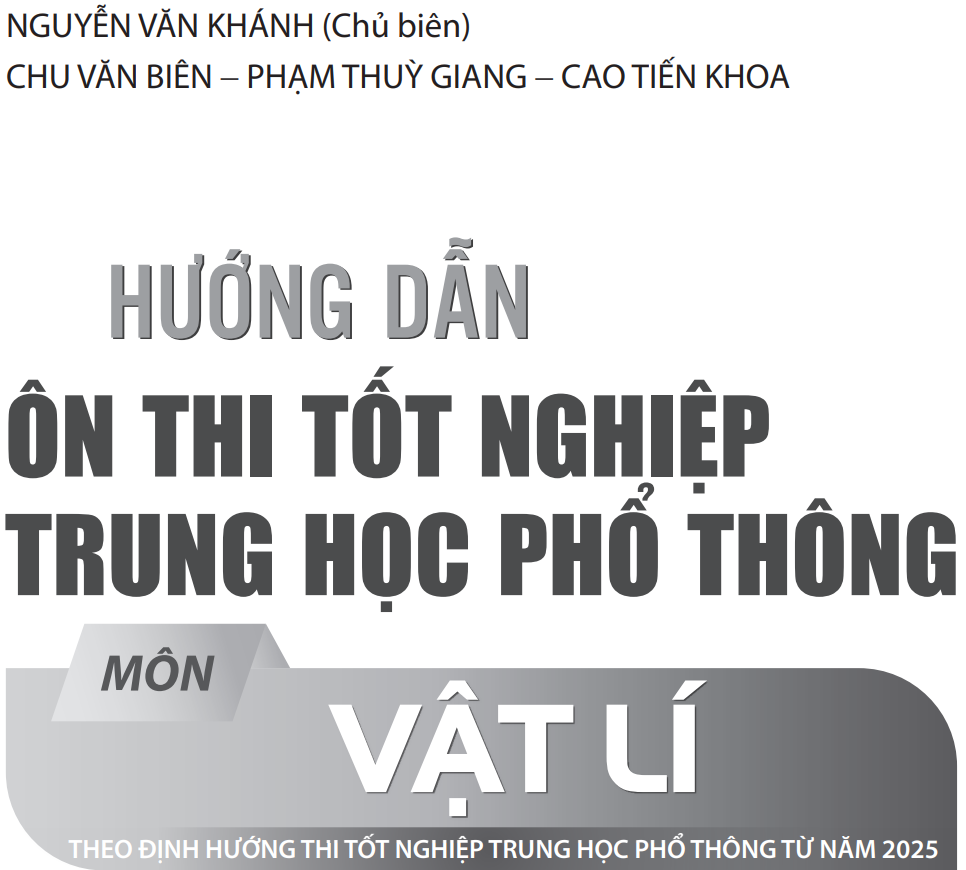 NGUYỄN VĂN KHÁNH (Chủ biên)
CHU VĂN BIÊN – PHẠM THUỲ GIANG – CAO TIẾN KHOA
HƯỚNG DẪN
ÔN THI TỐT NGHIỆP
TRUNG HỌC PHỔ THÔNG
MÔN
VẬT LÍ
THEO ĐỊNH HƯỚNG THI TỐT NGHIỆP TRUNG HỌC PHỔ THÔNG TỪ NĂM 2025